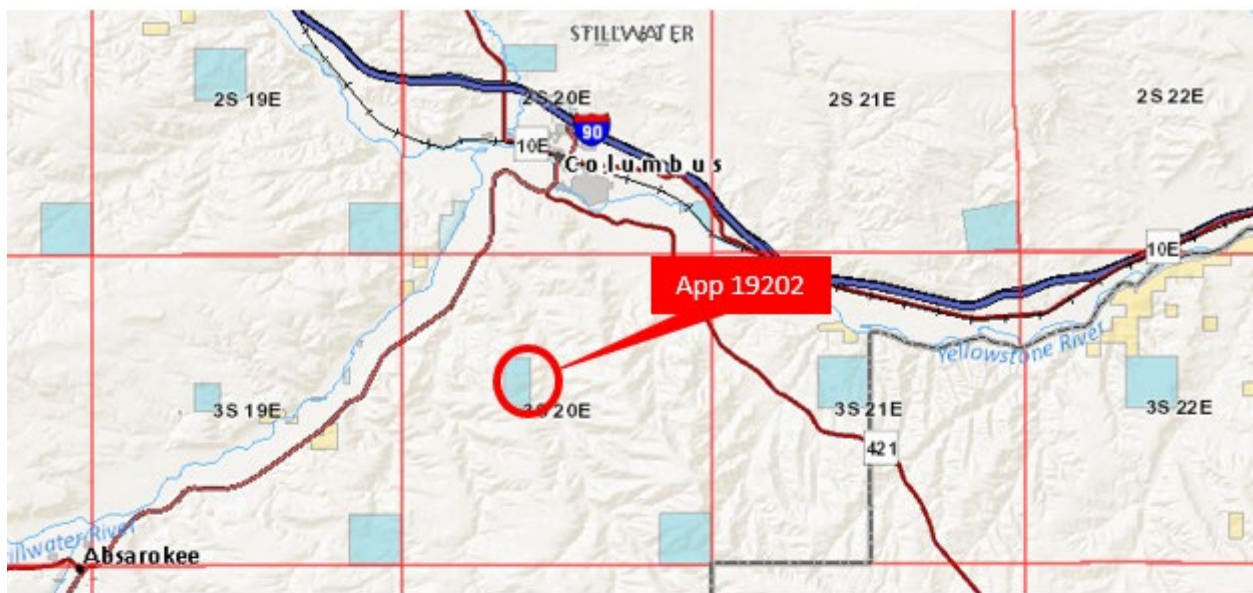 STILLWATER
2S 19E
2S 20E
2S 21E
2S 22E
90
10E
Columbus
10E
App 19202
Yellowstone River
3S 19E
3S 20E
3S 21E
3S 22E
421
illwater River
Absarokee